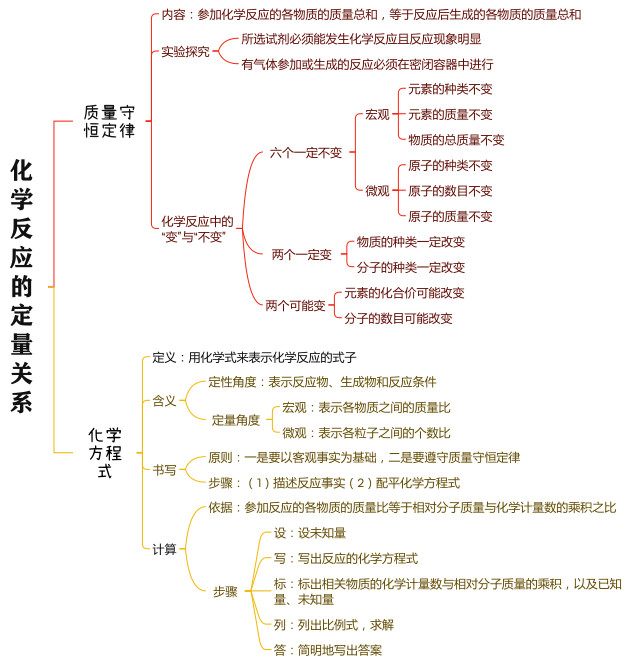 化学反应的定量关系
质量守
恒定律
内容：参加化学反应的各物质的质量总和，等于反应后生成的各物质的质量总和
实验探究
所选试剂必须能发生化学反应且反应现象明显
有气体参加或生成的反应必须在密闭容器中进行
化学反应中的
“变”与“不变”
六个一定不变
宏观
元素的种类不变
元素的质量不变
物质的总质量不变
微观
原子的种类不变
原子的数目不变
原子的质量不变
两个一定变
物质的种类一定改变
分子的种类一定改变
两个可能变
元素的化合价可能改变
分子的数目可能改变
化学
方程
式
定义：用化学式来表示化学反应的式子
含义
定性角度：表示反应物、生成物和反应条件
定量角度
宏观：表示各物质之间的质量比
微观：表示各粒子之间的个数比
书写
原则：一是要以客观事实为基础，二是要遵守质量守恒定律
步骤：（1）描述反应事实（2）配平化学方程式
计算
依据：参加反应的各物质的质量比等于相对分子质量与化学计量数的乘积之比
步骤
设：设未知量
写：写出反应的化学方程式
标：标出相关物质的化学计量数与相对分子质量的乘积，以及已知
量、未知量
列：列出比例式，求解
答：简明地写出答案